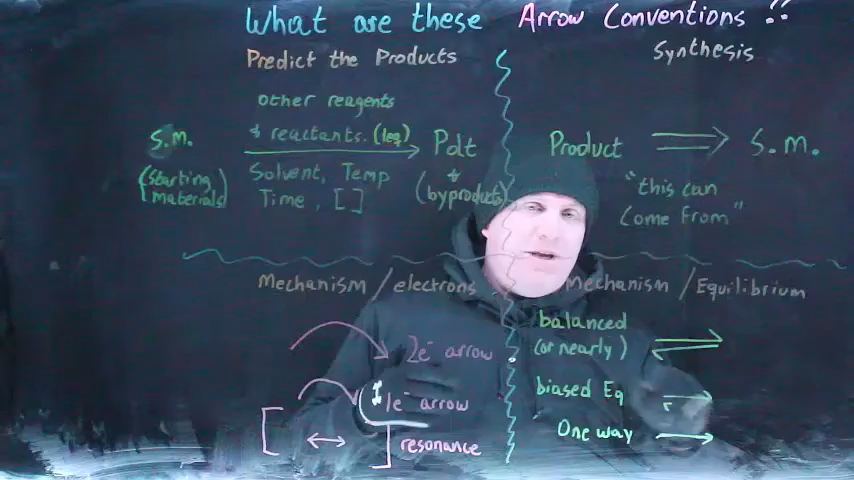 What are these Arrow Conventions ?!
Predict the Products
other reagents
& reactants. (1eq)
S.M.
(Starting
Materials)
Solvent, Temp
Time, [ ]
Pdt
+
(byproducts)
Synthesis
Product ⟹ S.M.
"this can
Come From"
Mechanism / electrons
2e⁻ arrow
1e⁻ arrow
[ ↔ ] resonance
Mechanism / Equilibrium
balanced
(or nearly)
biased Eq
One way